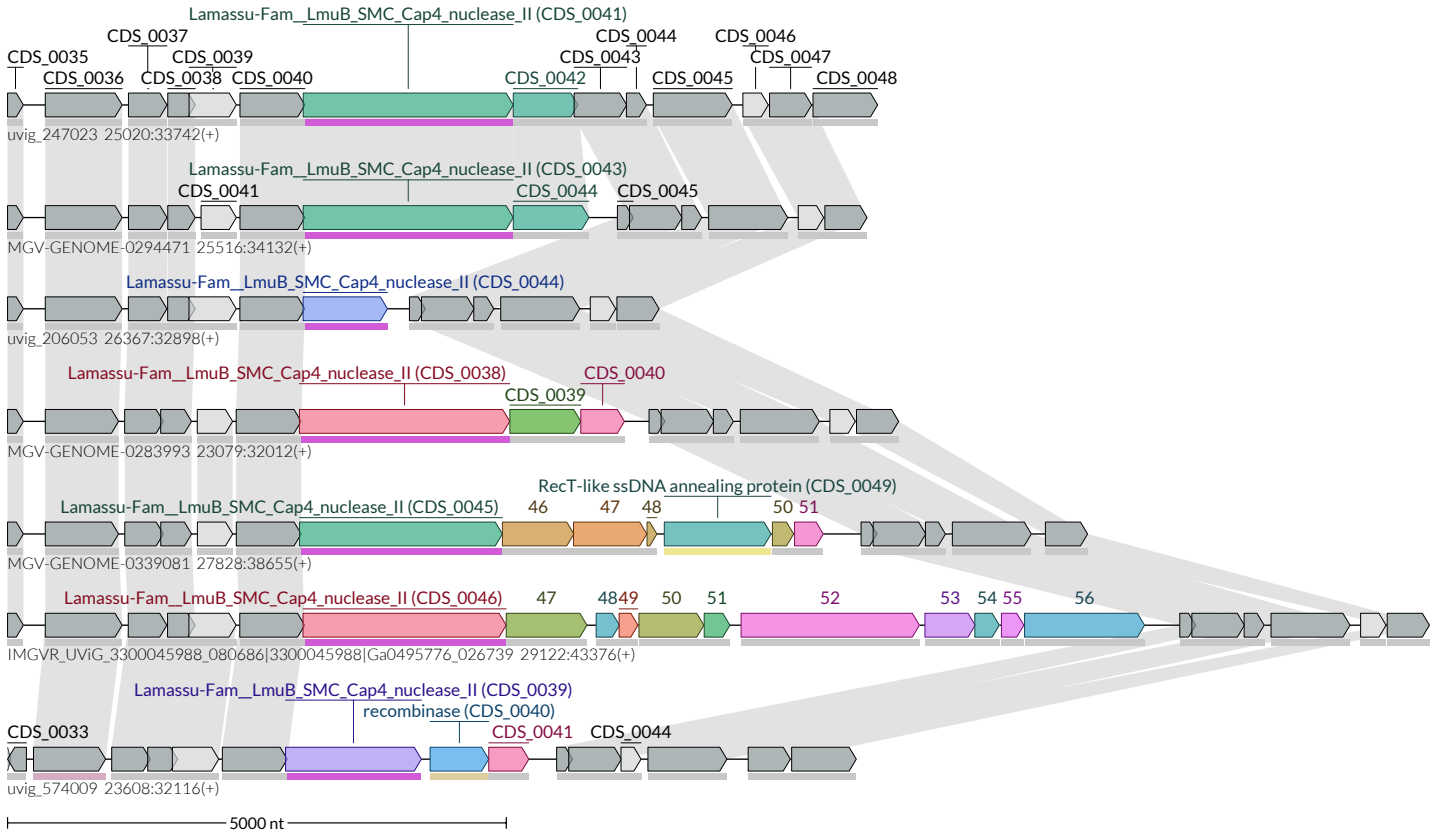 Lamassu-Fam__LmuB_SMC_Cap4_nuclease_II (CDS_0041)
CDS_0037 CDS_0044 CDS_0046
CDS_0035 CDS_0039 CDS_0043 CDS_0047
CDS_0036 CDS_0038 CDS_0040 CDS_0042 CDS_0045 CDS_0048
uvig_247023 25020:33742(+)
Lamassu-Fam__LmuB_SMC_Cap4_nuclease_II (CDS_0043)
CDS_0041 CDS_0044 CDS_0045
MGV-GENOME-0294471 25516:34132(+)
Lamassu-Fam__LmuB_SMC_Cap4_nuclease_II (CDS_0044)
uvig_206053 26367:32898(+)
Lamassu-Fam__LmuB_SMC_Cap4_nuclease_II (CDS_0038) CDS_0040
CDS_0039
MGV-GENOME-0283993 23079:32012(+)
RecT-like ssDNA annealing protein (CDS_0049)
Lamassu-Fam__LmuB_SMC_Cap4_nuclease_II (CDS_0045) 46 47 48 50 51
MGV-GENOME-0339081 27828:38655(+)
Lamassu-Fam__LmuB_SMC_Cap4_nuclease_II (CDS_0046) 47 48 49 50 51 52 53 54 55 56
IMGVR_UViG_3300045988_080686|3300045988|Ga0495776_026739 29122:43376(+)
Lamassu-Fam__LmuB_SMC_Cap4_nuclease_II (CDS_0039)
recombinase (CDS_0040)
CDS_0033 CDS_0041 CDS_0044
uvig_574009 23608:32116(+)
5000 nt